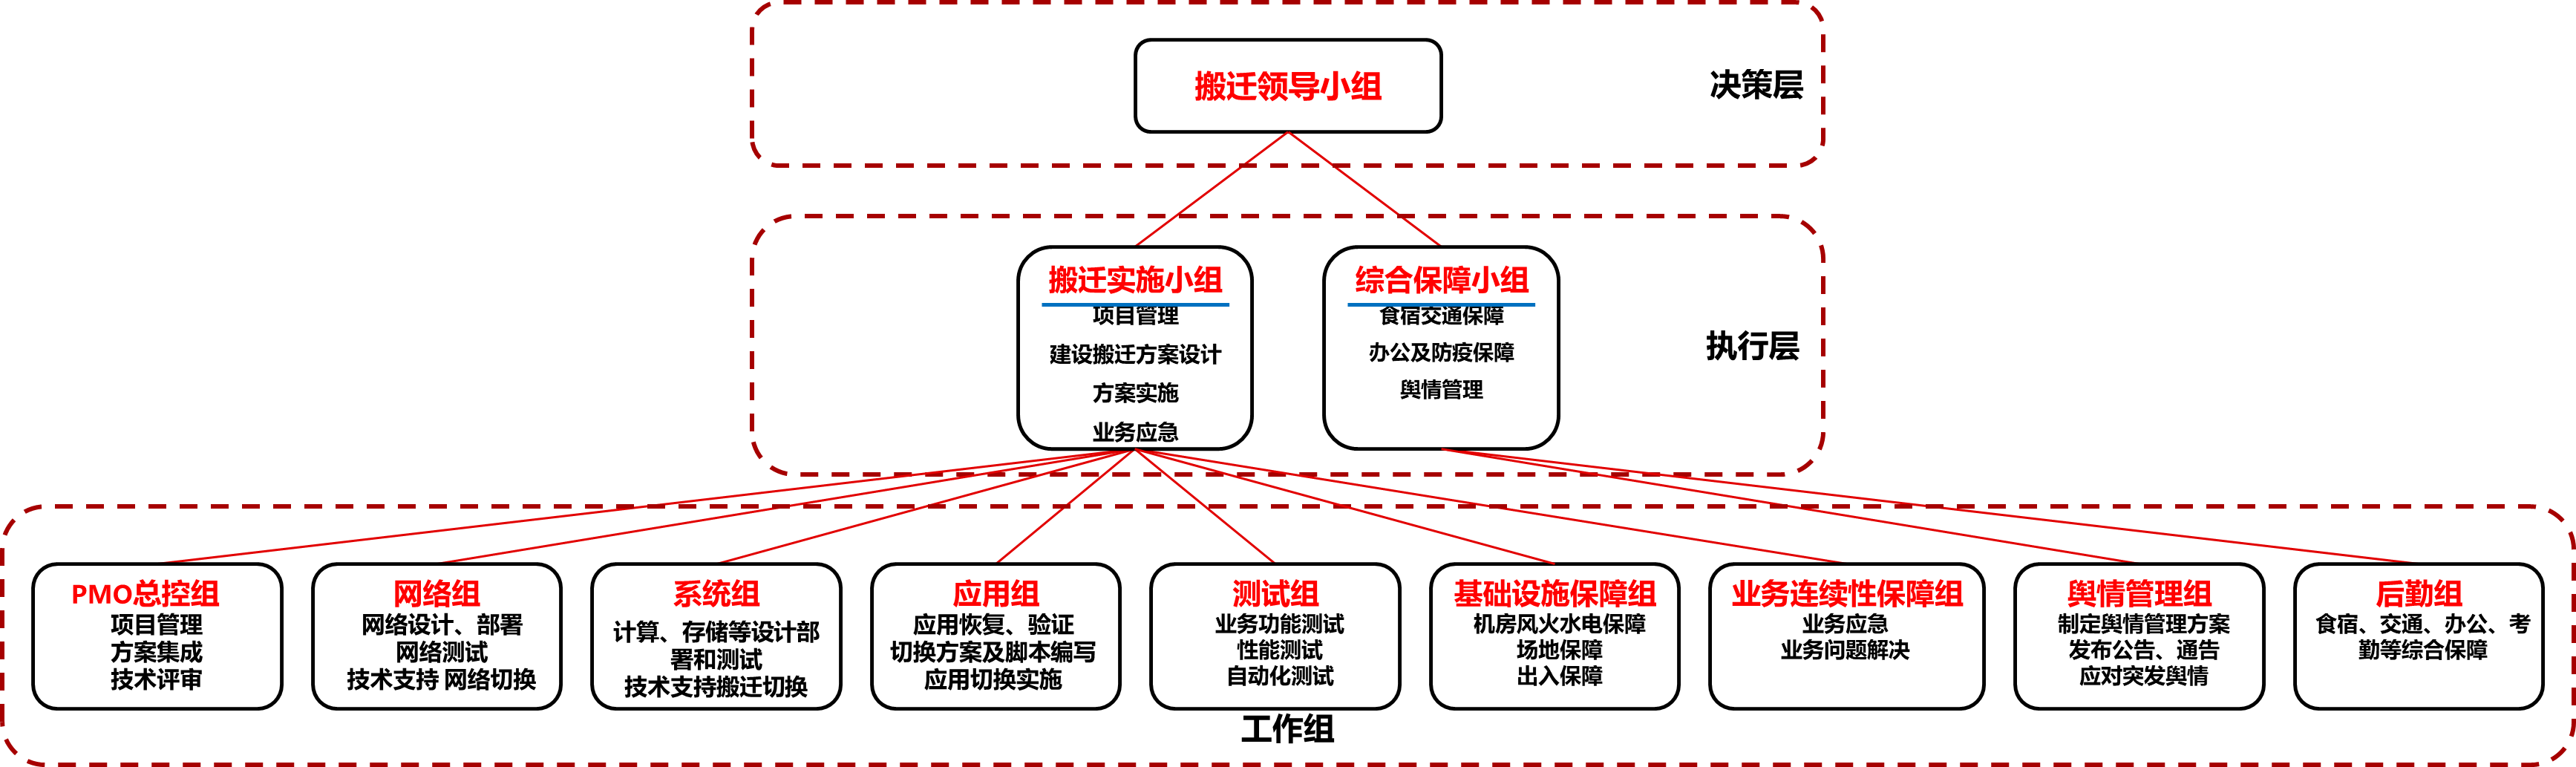 搬迁领导小组
决策层
搬迁实施小组
项目管理
建设搬迁方案设计
方案实施
业务应急
综合保障小组
食宿交通保障
办公及防疫保障
舆情管理
执行层
PMO总控组
项目管理
方案集成
技术评审
网络组
网络设计、部署
网络测试
技术支持 网络切换
系统组
计算、存储等设计部
署和测试
技术支持搬迁切换
应用组
应用恢复、验证
切换方案及脚本编写
应用切换实施
测试组
业务功能测试
性能测试
自动化测试
基础设施保障组
机房风火水电保障
场地保障
出入保障
业务连续性保障组
业务应急
业务问题解决
舆情管理组
制定舆情管理方案
发布公告、通告
应对突发舆情
后勤组
食宿、交通、办公、考
勤等综合保障
工作组